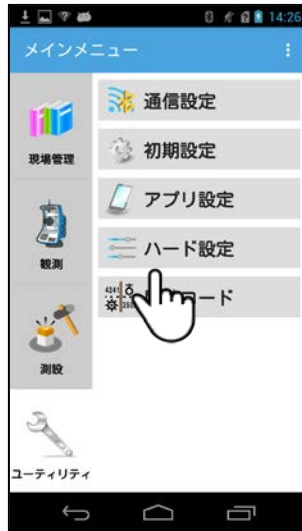 14:26
メインメニュー
通信設定
初期設定
アプリ設定
ハード設定
コード
現場管理
観測
測設
ユーティリティ